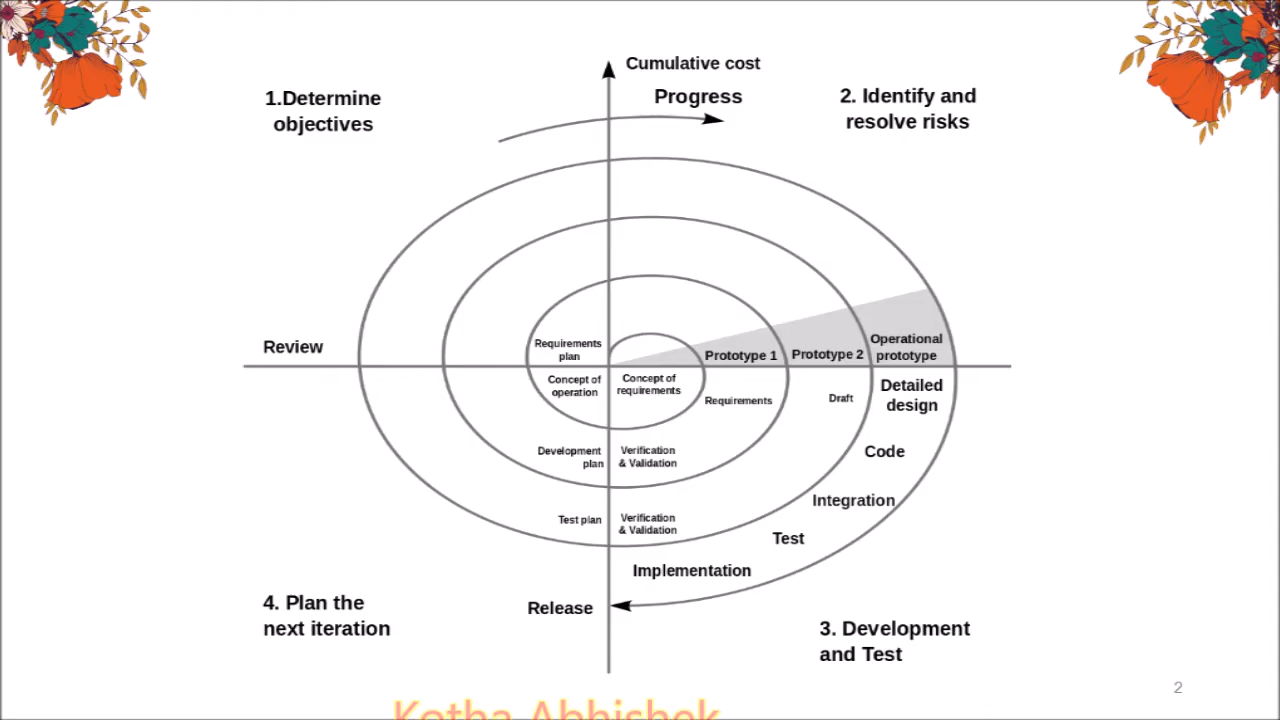 Cumulative cost
Progress
1.Determine
objectives
2. Identify and
resolve risks
Review
Requirements
plan
Prototype 1
Prototype 2
Operational
prototype
Concept of
operation
Concept of
requirements
Requirements
Draft
Detailed
design
Development
plan
Verification
& Validation
Code
Integration
Test plan
Verification
& Validation
Test
Implementation
Release
4. Plan the
next iteration
3. Development
and Test
2
Kotha Abhishek